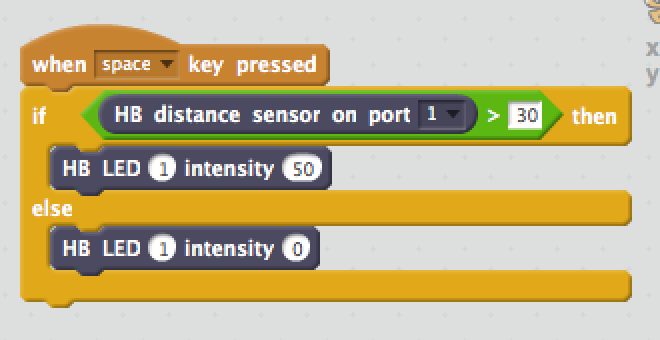 when space key pressed
x
if HB distance sensor on port 1 > 30 then
y
HB LED 1 intensity 50
else
HB LED 1 intensity 0